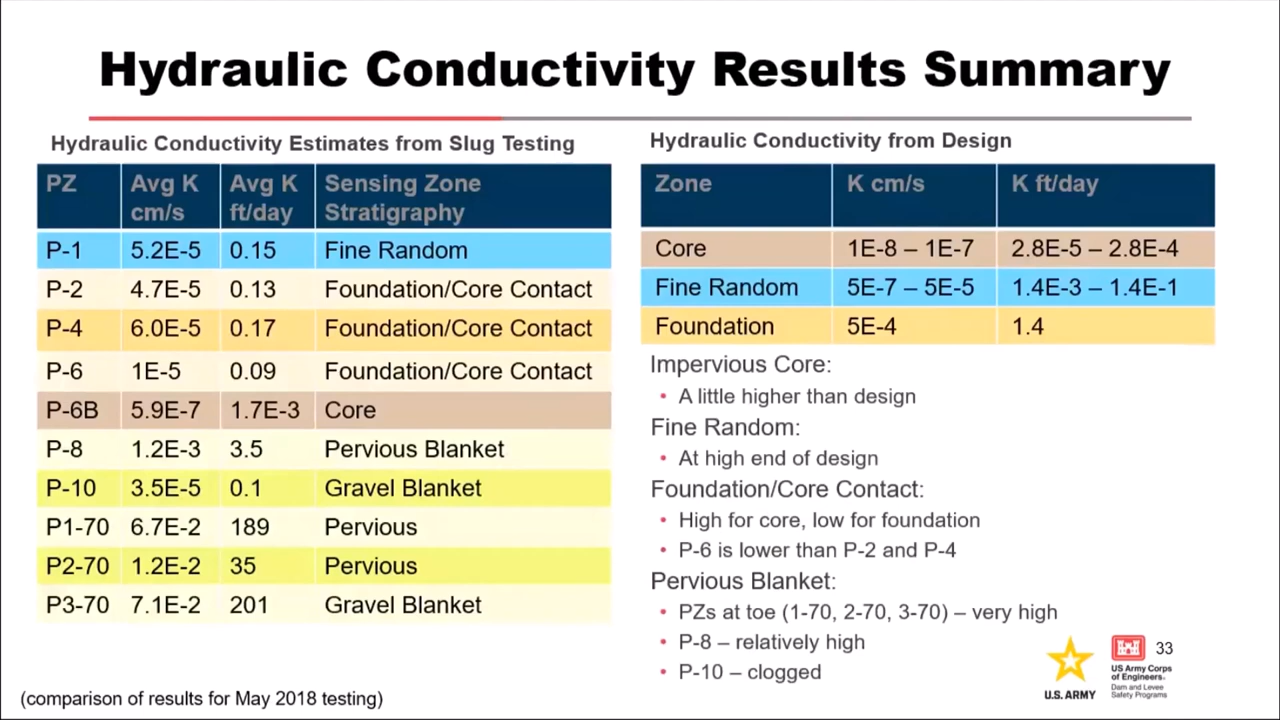 Hydraulic Conductivity Results Summary
Hydraulic Conductivity Estimates from Slug Testing
PZ Avg K cm/s Avg K ft/day Sensing Zone Stratigraphy
P-1 5.2E-5 0.15 Fine Random
P-2 4.7E-5 0.13 Foundation/Core Contact
P-4 6.0E-5 0.17 Foundation/Core Contact
P-6 1E-5 0.09 Foundation/Core Contact
P-6B 5.9E-7 1.7E-3 Core
P-8 1.2E-3 3.5 Pervious Blanket
P-10 3.5E-5 0.1 Gravel Blanket
P1-70 6.7E-2 189 Pervious
P2-70 1.2E-2 35 Pervious
P3-70 7.1E-2 201 Gravel Blanket
(comparison of results for May 2018 testing)
Hydraulic Conductivity from Design
Zone K cm/s K ft/day
Core 1E-8 – 1E-7 2.8E-5 – 2.8E-4
Fine Random 5E-7 – 5E-5 1.4E-3 – 1.4E-1
Foundation 5E-4 1.4
Impervious Core:
• A little higher than design
Fine Random:
• At high end of design
Foundation/Core Contact:
• High for core, low for foundation
• P-6 is lower than P-2 and P-4
Pervious Blanket:
• PZs at toe (1-70, 2-70, 3-70) – very high
• P-8 – relatively high
• P-10 – clogged
U.S. ARMY
US Army Corps
of Engineers®
Dam and Levee
Safety Programs
33